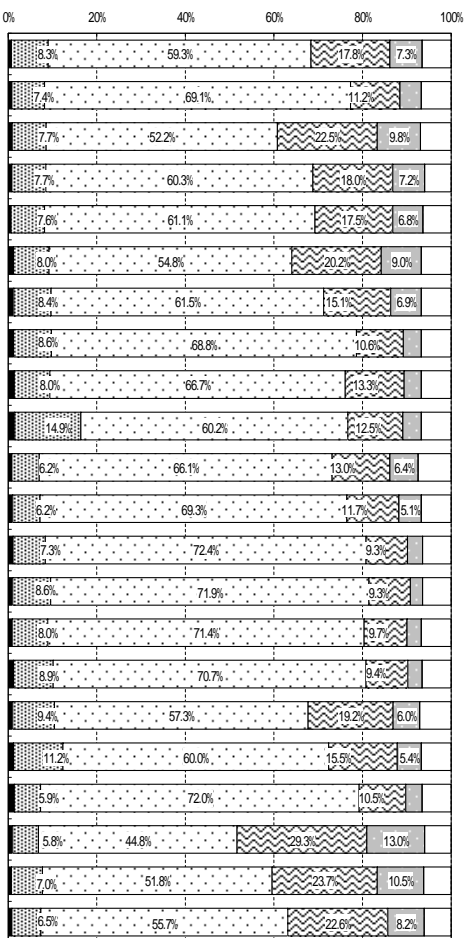 0% 20% 40% 60% 80% 100%
8.3% 59.3% 17.8% 7.3%
7.4% 69.1% 11.2%
7.7% 52.2% 22.5% 9.8%
7.7% 60.3% 18.0% 7.2%
7.6% 61.1% 17.5% 6.8%
8.0% 54.8% 20.2% 9.0%
8.4% 61.5% 15.1% 6.9%
8.6% 68.8% 10.6%
8.0% 66.7% 13.3%
14.9% 60.2% 12.5%
6.2% 66.1% 13.0% 6.4%
6.2% 69.3% 11.7% 5.1%
7.3% 72.4% 9.3%
8.6% 71.9% 9.3%
8.0% 71.4% 9.7%
8.9% 70.7% 9.4%
9.4% 57.3% 19.2% 6.0%
11.2% 60.0% 15.5% 5.4%
5.9% 72.0% 10.5%
5.8% 44.8% 29.3% 13.0%
7.0% 51.8% 23.7% 10.5%
6.5% 55.7% 22.6% 8.2%